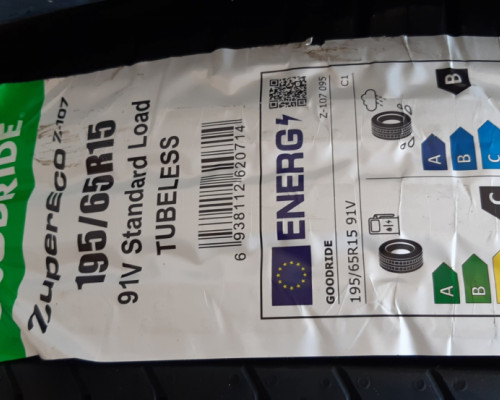 ZuperEco Z-107
195/65R15
91V Standard Load
TUBELESS
6 938112 620714
ENERG
GOODRIDE
Z-107 095
195/65R15 91V
C1
B
A
B
C
C
A
B